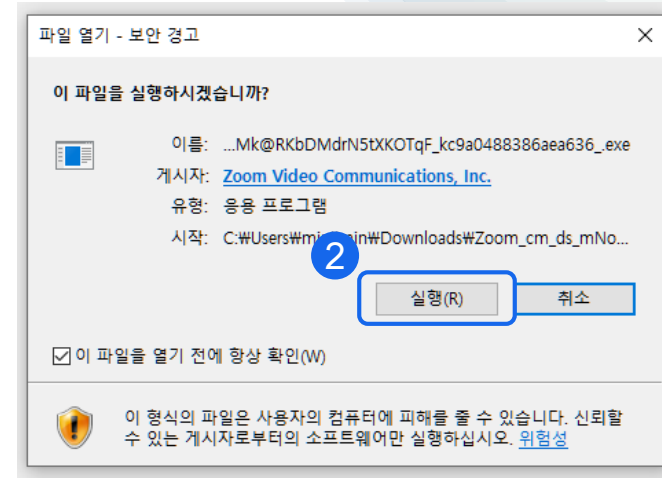 파일 열기 - 보안 경고
이 파일을 실행하시겠습니까?
이름: ...Mk@RKbDMdrN5tXKOTqF_kc9a0488386aea636_.exe
게시자: Zoom Video Communications, Inc.
유형: 응용 프로그램
시작: C:₩Users₩ in₩Downloads₩Zoom_cm_ds_mNo...
2
실행(R) 취소
이 파일을 열기 전에 항상 확인(W)
이 형식의 파일은 사용자의 컴퓨터에 피해를 줄 수 있습니다. 신뢰할
수 있는 게시자로부터의 소프트웨어만 실행하십시오. 위험성